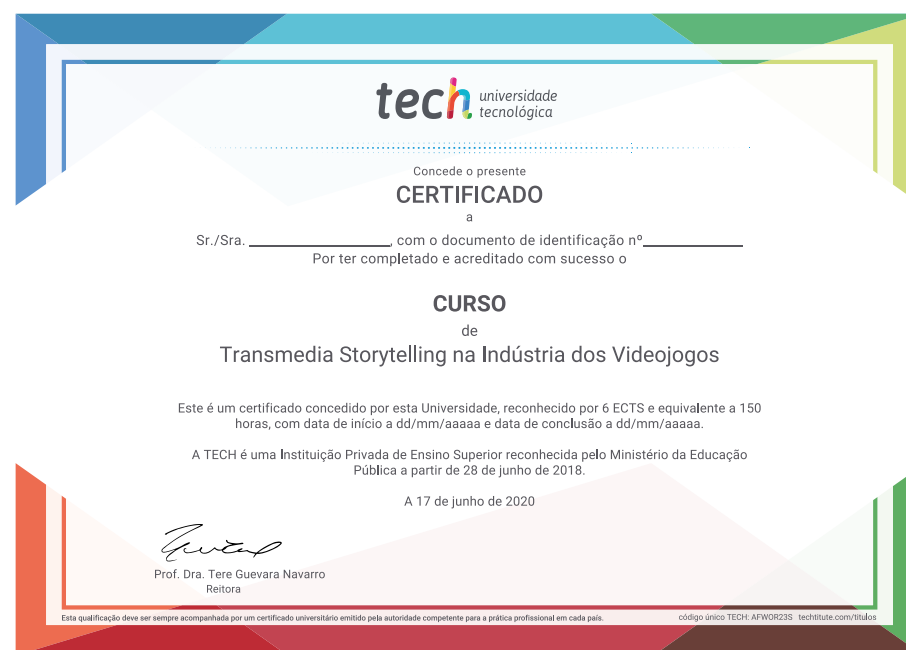 tech universidade
tecnológica
Concede o presente
CERTIFICADO
a
Sr./Sra. ____________, com o documento de identificação nº_________
Por ter completado e acreditado com sucesso o
CURSO
de
Transmedia Storytelling na Indústria dos Videojogos
Este é um certificado concedido por esta Universidade, reconhecido por 6 ECTS e equivalente a 150
horas, com data de início a dd/mm/aaaaa e data de conclusão a dd/mm/aaaaa.
A TECH é uma Instituição Privada de Ensino Superior reconhecida pelo Ministério da Educação
Pública a partir de 28 de junho de 2018.
A 17 de junho de 2020
Prof. Dra. Tere Guevara Navarro
Reitora
Esta qualificação deve ser sempre acompanhada por um certificado universitário emitido pela autoridade competente para a prática profissional em cada país.
código único TECH: AFWOR23S techtitute.com/titulos